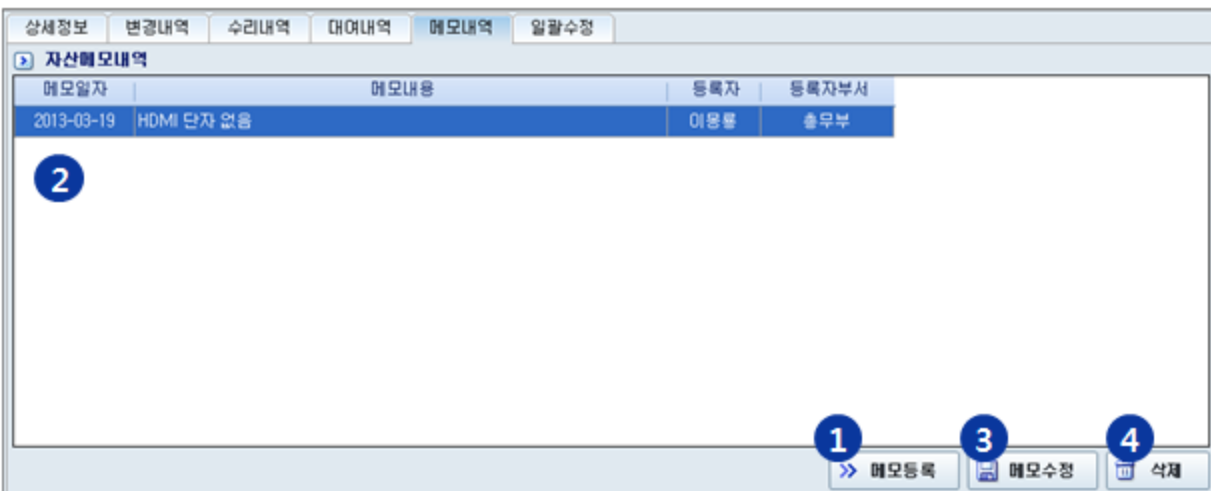 상세정보 변경내역 수리내역 대여내역 메모내역 일괄수정
자산메모내역
메모일자 메모내용 등록자 등록자부서
2013-03-19 HDMI 단자 없음 이몽룡 총무부
2
1 3 4
메모등록 메모수정 삭제